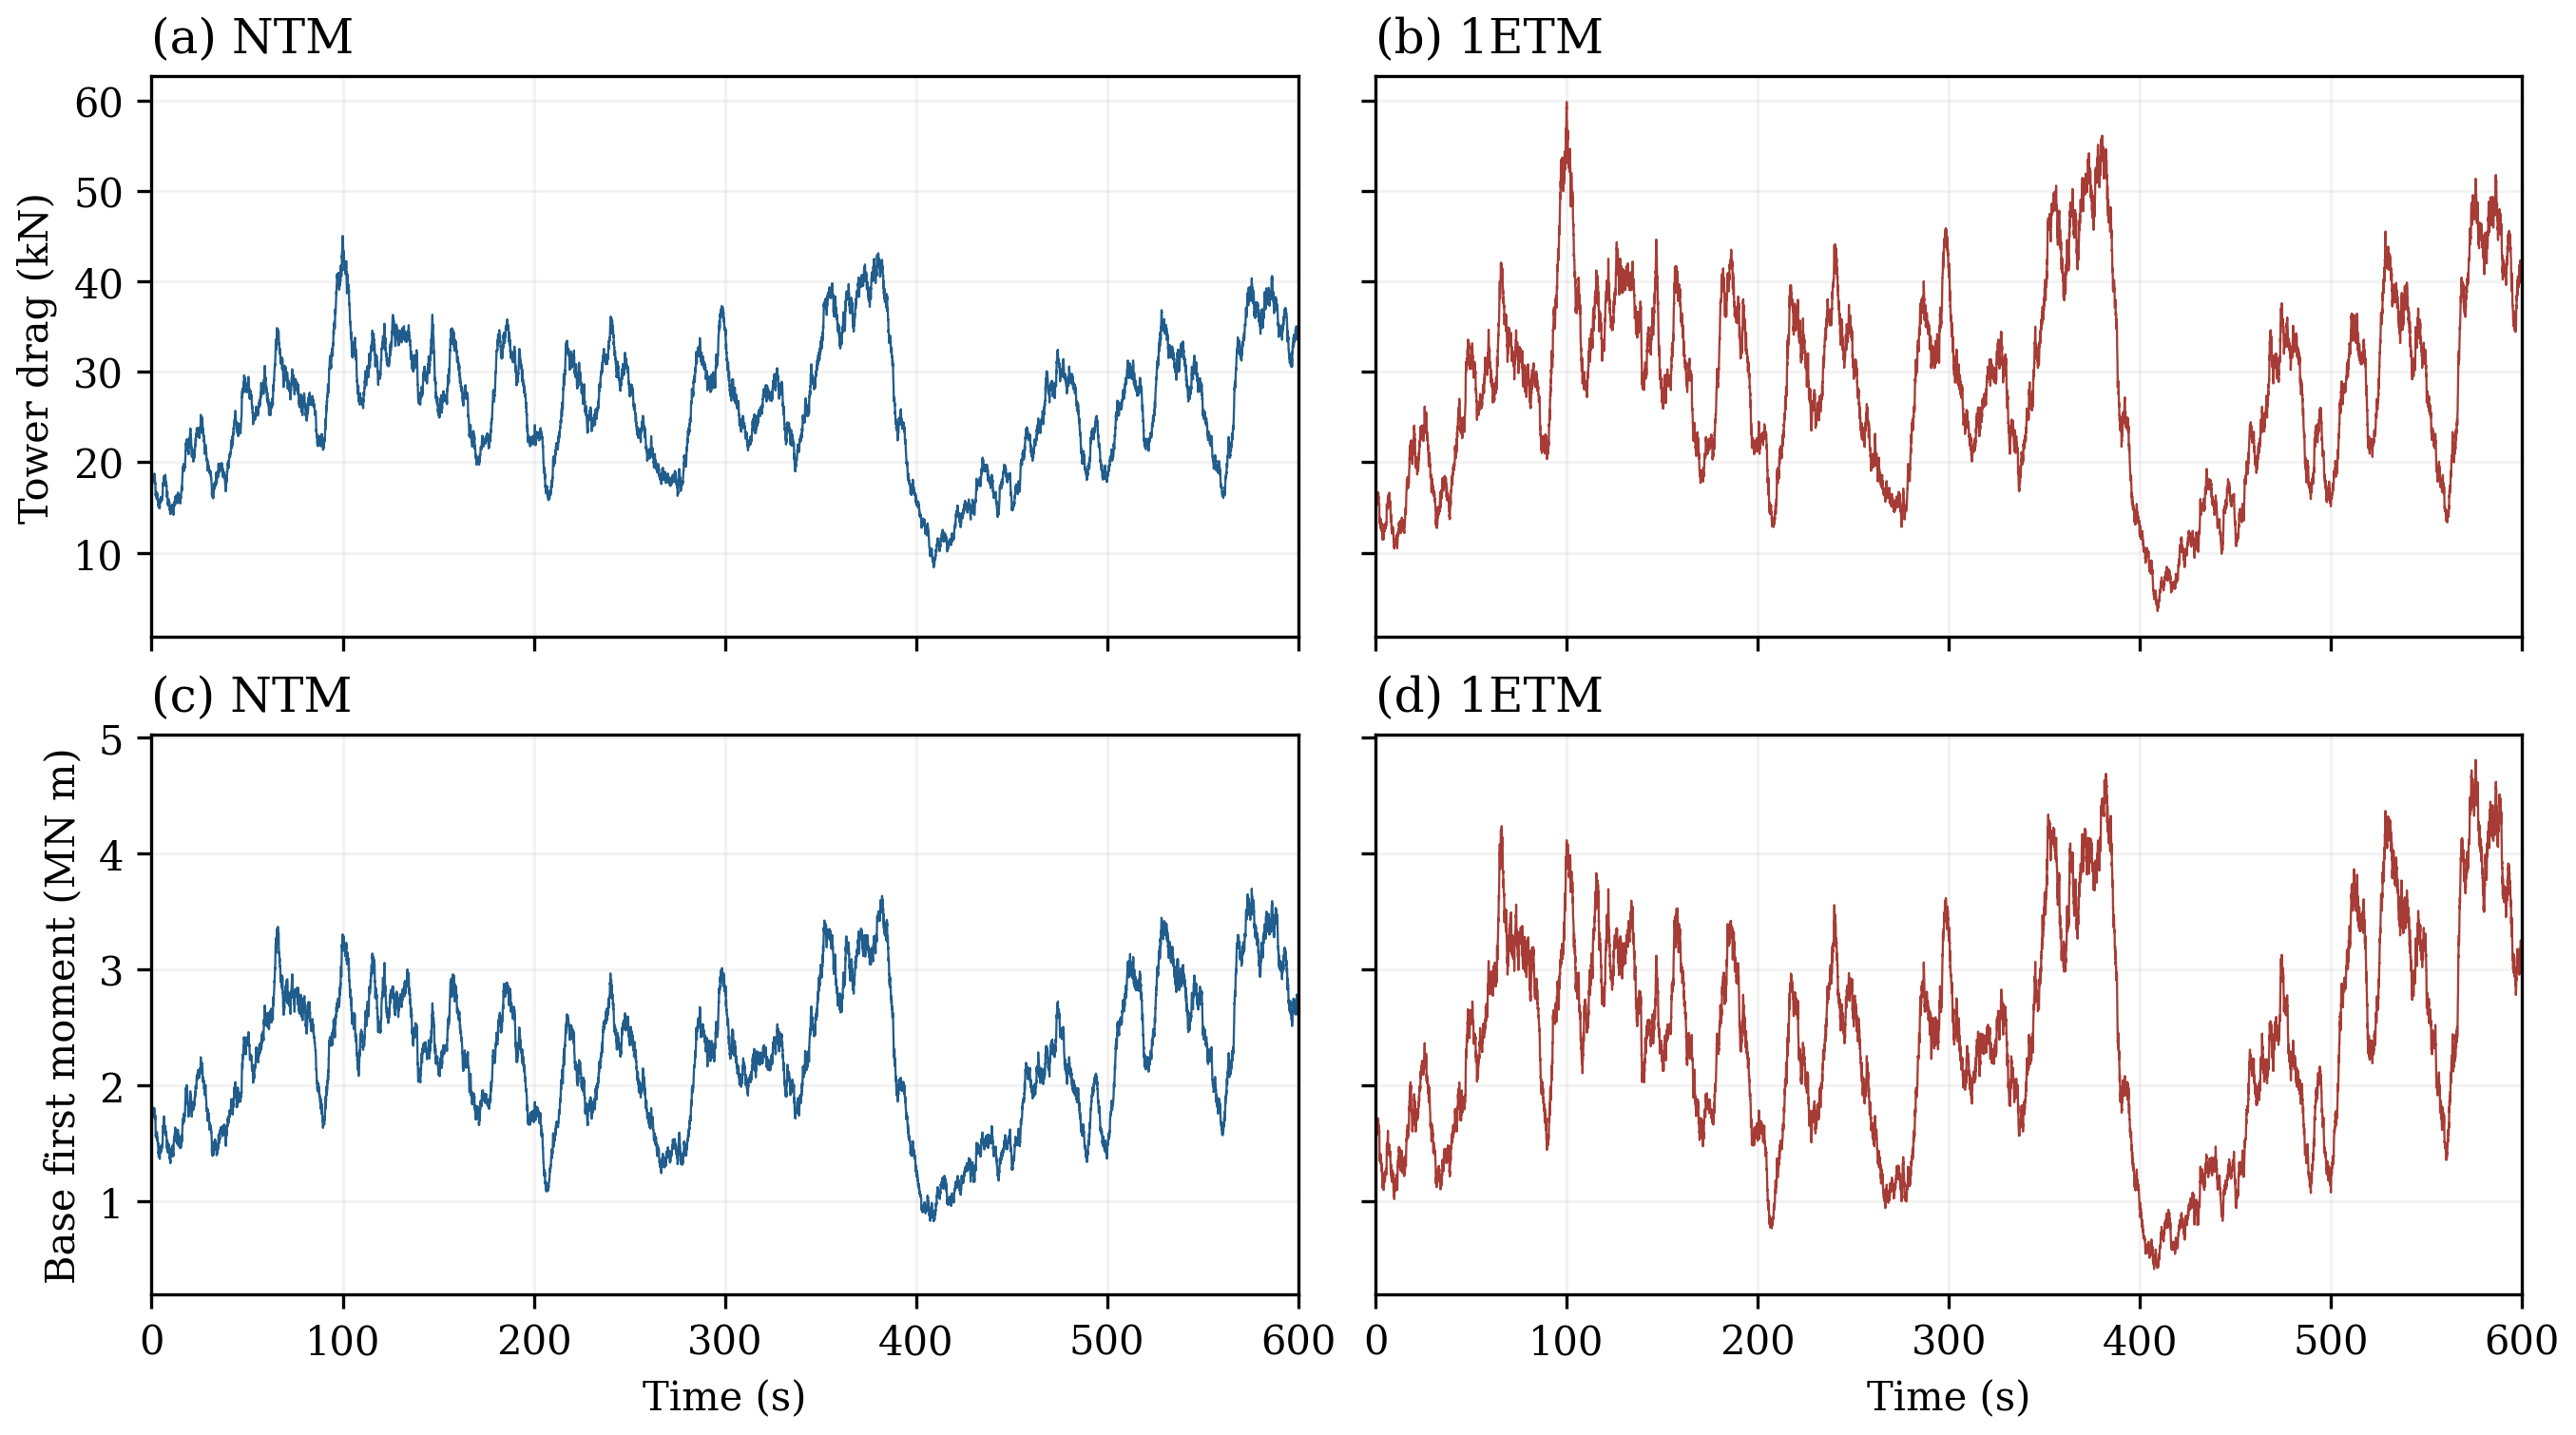 (a) NTM
(b) 1ETM
Tower drag (kN)
60
50
40
30
20
10
(c) NTM
(d) 1ETM
Base first moment (MN m)
5
4
3
2
1
0 100 200 300 400 500 600
0 100 200 300 400 500 600
Time (s)
Time (s)